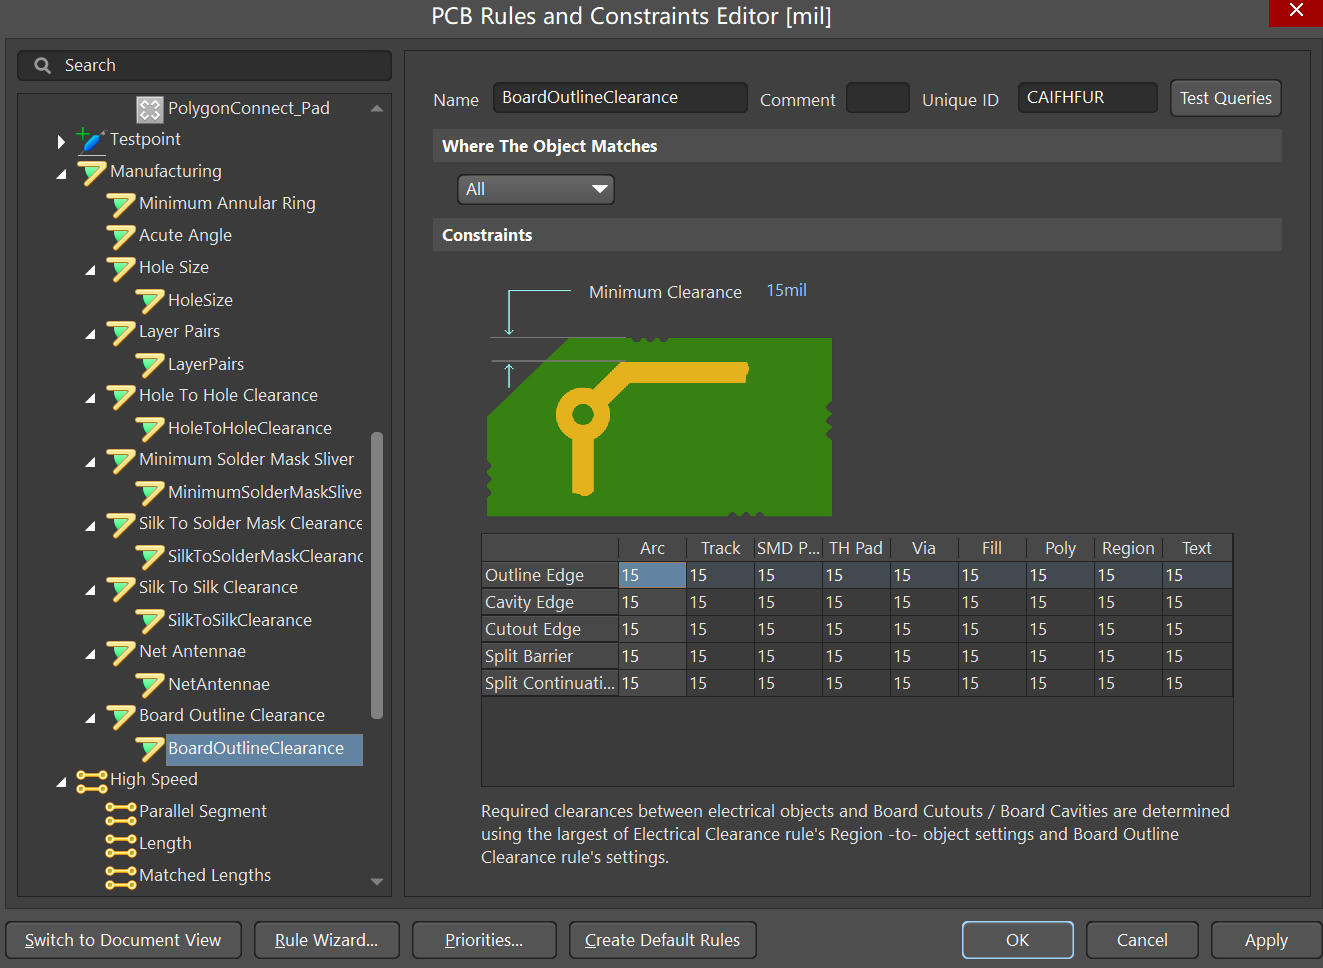 PCB Rules and Constraints Editor [mil]
Search
PolygonConnect_Pad
Testpoint
Manufacturing
Minimum Annular Ring
Acute Angle
Hole Size
HoleSize
Layer Pairs
LayerPairs
Hole To Hole Clearance
HoleToHoleClearance
Minimum Solder Mask Sliver
MinimumSolderMaskSlive
Silk To Solder Mask Clearance
SilkToSolderMaskClearanc
Silk To Silk Clearance
SilkToSilkClearance
Net Antennae
NetAntennae
Board Outline Clearance
BoardOutlineClearance
High Speed
Parallel Segment
Length
Matched Lengths
Name BoardOutlineClearance Comment Unique ID CAIFHFUR Test Queries
Where The Object Matches
All
Constraints
Minimum Clearance 15mil
Arc Track SMD P... TH Pad Via Fill Poly Region Text
Outline Edge 15 15 15 15 15 15 15 15 15
Cavity Edge 15 15 15 15 15 15 15 15 15
Cutout Edge 15 15 15 15 15 15 15 15 15
Split Barrier 15 15 15 15 15 15 15 15 15
Split Continuati... 15 15 15 15 15 15 15 15 15
Required clearances between electrical objects and Board Cutouts / Board Cavities are determined
using the largest of Electrical Clearance rule's Region -to- object settings and Board Outline
Clearance rule's settings.
Switch to Document View Rule Wizard... Priorities... Create Default Rules OK Cancel Apply